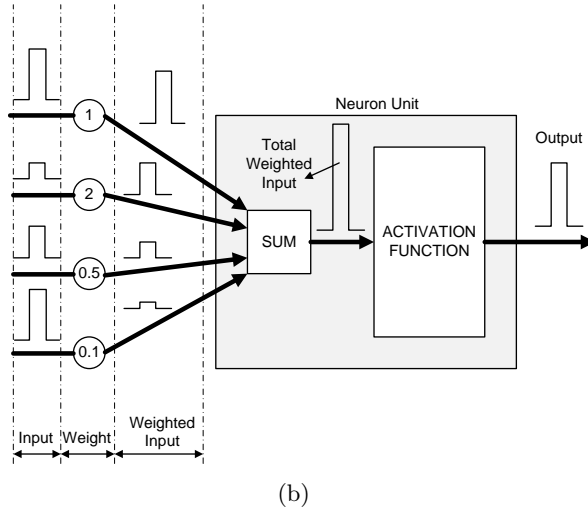 Neuron Unit
1
Total
Weighted
Input
Output
2
SUM
ACTIVATION
FUNCTION
0.5
0.1
Input
Weight
Weighted
Input
(b)